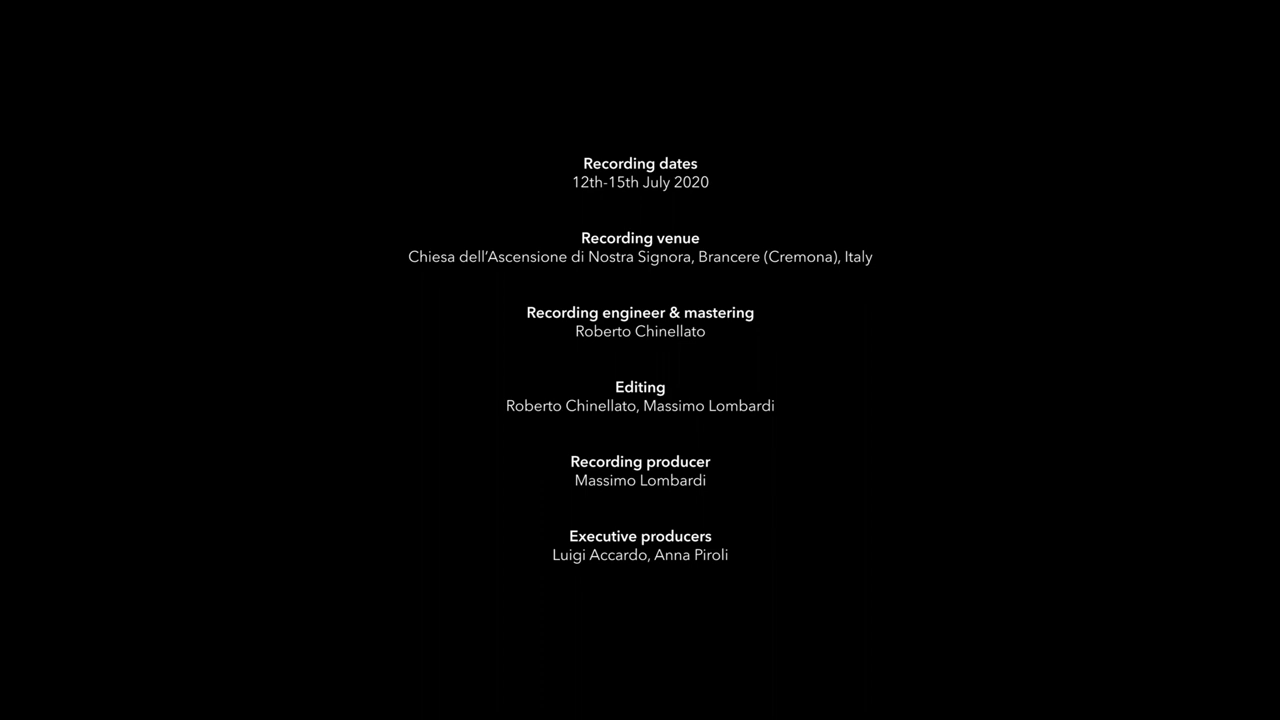 Recording dates
12th-15th July 2020
Recording venue
Chiesa dell’Ascensione di Nostra Signora, Brancere (Cremona), Italy
Recording engineer & mastering
Roberto Chinellato
Editing
Roberto Chinellato, Massimo Lombardi
Recording producer
Massimo Lombardi
Executive producers
Luigi Accardo, Anna Piroli